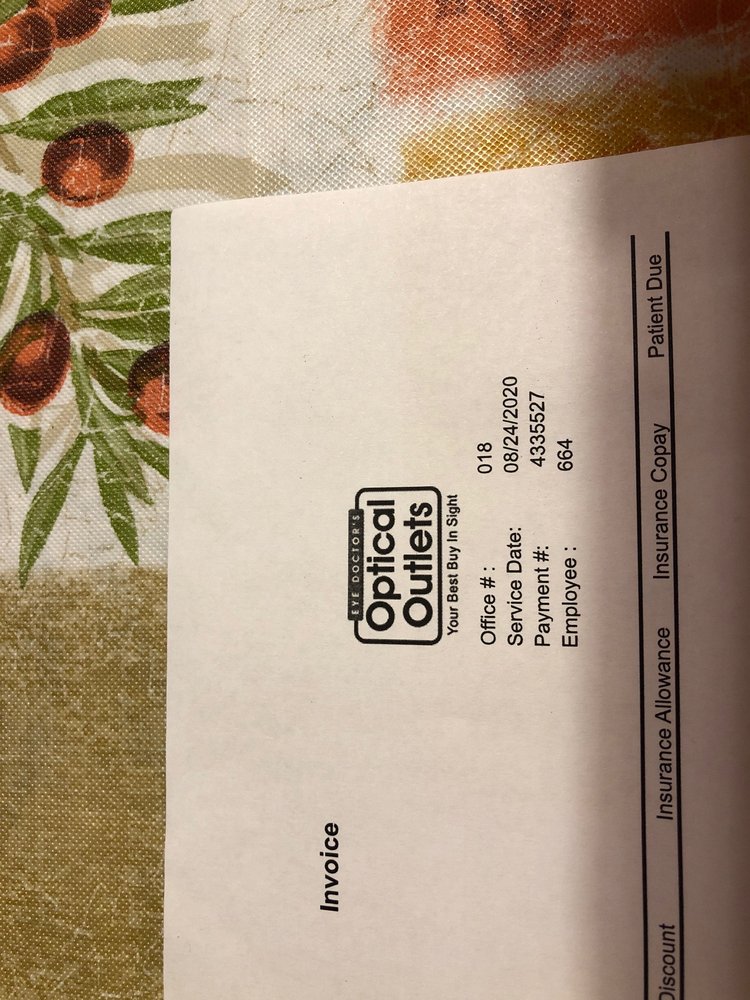 Invoice
EYE DOCTOR'S
Optical
Outlets
Your Best Buy In Sight
Office # : 018
Service Date: 08/24/2020
Payment #: 4335527
Employee : 664
Discount Insurance Allowance Insurance Copay Patient Due